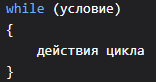 while (условие)
{
    действия цикла
}